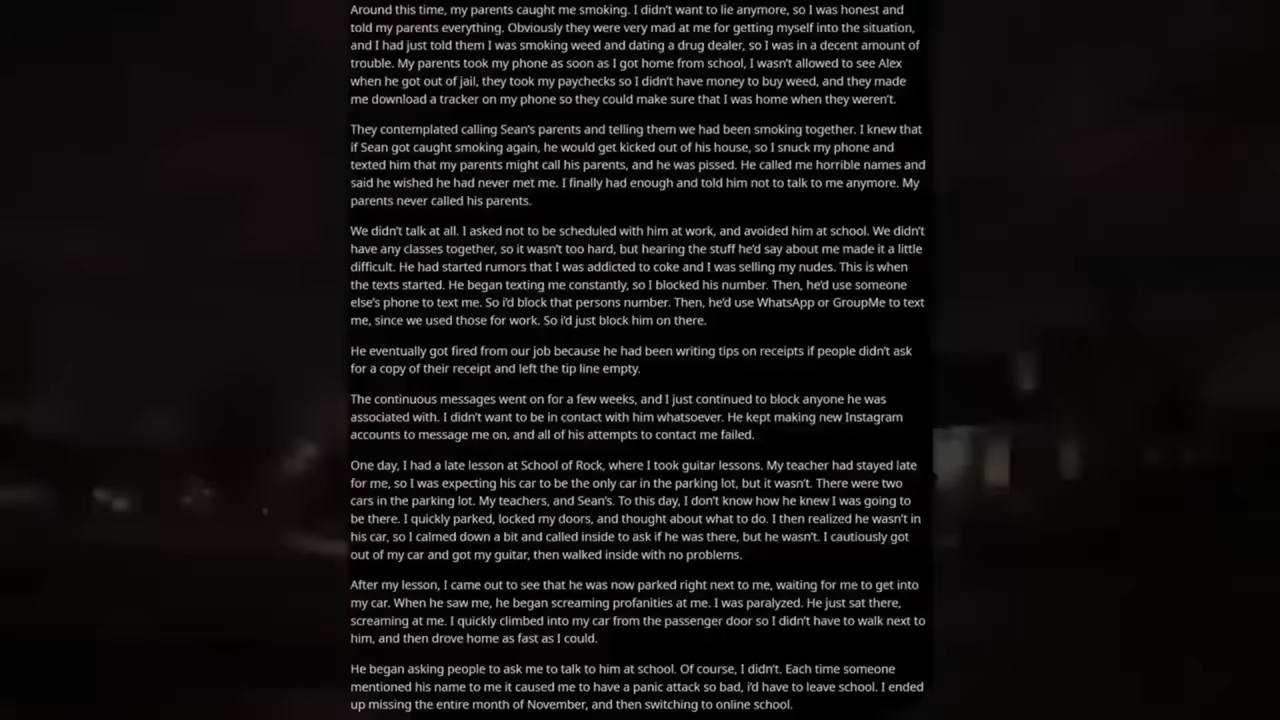 Around this time, my parents caught me smoking. I didn't want to lie anymore, so I was honest and
told my parents everything. Obviously they were very mad at me for getting myself into the situation,
and I had just told them I was smoking weed and dating a drug dealer, so I was in a decent amount of
trouble. My parents took my phone as soon as I got home from school, I wasn't allowed to see Alex
when he got out of jail, they took my paychecks so I didn't have money to buy weed, and they made
me download a tracker on my phone so they could make sure that I was home when they weren't.
They contemplated calling Sean's parents and telling them we had been smoking together. I knew that
if Sean got caught smoking again, he would get kicked out of his house, so I snuck my phone and
texted him that my parents might call his parents, and he was pissed. He called me horrible names and
said he wished he had never met me. I finally had enough and told him not to talk to me anymore. My
parents never called his parents.
We didn't talk at all. I asked not to be scheduled with him at work, and avoided him at school. We didn't
have any classes together, so it wasn't too hard, but hearing the stuff he'd say about me made it a little
difficult. He had started rumors that I was addicted to coke and I was selling my nudes. This is when
the texts started. He began texting me constantly, so I blocked his number. Then, he'd use someone
else's phone to text me. So i'd block that persons number. Then, he'd use WhatsApp or GroupMe to text
me, since we used those for work. So i'd just block him on there.
He eventually got fired from our job because he had been writing tips on receipts if people didn't ask
for a copy of their receipt and left the tip line empty.
The continuous messages went on for a few weeks, and I just continued to block anyone he was
associated with. I didn't want to be in contact with him whatsoever. He kept making new Instagram
accounts to message me on, and all of his attempts to contact me failed.
One day, I had a late lesson at School of Rock, where I took guitar lessons. My teacher had stayed late
for me, so I was expecting his car to be the only car in the parking lot, but it wasn't. There were two
cars in the parking lot. My teachers, and Sean's. To this day, I don't know how he knew I was going to
be there. I quickly parked, locked my doors, and thought about what to do. I then realized he wasn't in
his car, so I calmed down a bit and called inside to ask if he was there, but he wasn't. I cautiously got
out of my car and got my guitar, then walked inside with no problems.
After my lesson, I came out to see that he was now parked right next to me, waiting for me to get into
my car. When he saw me, he began screaming profanities at me. I was paralyzed. He just sat there,
screaming at me. I quickly climbed into my car from the passenger door so I didn't have to walk next to
him, and then drove home as fast as I could.
He began asking people to ask me to talk to him at school. Of course, I didn't. Each time someone
mentioned his name to me it caused me to have a panic attack so bad, i'd have to leave school. I ended
up missing the entire month of November, and then switching to online school.